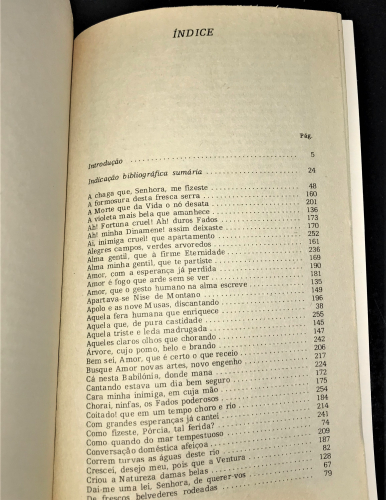 ÍNDICE
Pág.
Introdução 5
Indicação bibliográfica sumária 24
A chaga que, Senhora, me fizeste 48
A formosura desta fresca serra 160
A Morte que da Vida o nó desata 201
A violeta mais bela que amanhece 136
Ah! Fortuna cruel! Ah! duros Fados 173
Ah! minha Dinamene! assim deixaste 170
Ai, inimiga cruel! que apartamento 252
Alegres campos, verdes arvoredos 161
Alma gentil, que à firme Eternidade 236
Alma minha gentil, que te partiste 169
Amor, com a esperança já perdida 190
Amor é fogo que arde sem se ver 181
Amor, que o gesto humano na alma escreve 135
Apartava-se Nise de Montano 149
Apolo e as nove Musas, discantando 196
Aquela fera humana que enriquece 38
Aquela que, de pura castidade 255
Aquela triste e leda madrugada 145
Aqueles claros olhos que chorando 147
Árvore, cujo pomo, belo e brando 242
Bem sei, Amor, que é certo o que receio 206
Busque Amor novas artes, novo engenho 217
Cá nesta Babilónia, donde mana 224
Cantando estava um dia bem seguro 172
Cara minha inimiga, em cuja mão 175
Chorai, ninfas, os Fados poderosos 254
Coitado! que em um tempo choro e rio 184
Com grandes esperanças já cantei 214
Como fizeste, Pórcia, tal ferida? 241
Como quando do mar tempestuoso 74
Conversação doméstica afeiçoa 209
Correm turvas as águas deste rio 187
Crescei, desejo meu, pois que a Ventura 82
Criou a Natureza damas belas 128
Dai-me uma lei, Senhora, de querer-vos 67
De frescos belvederes rodeadas 79